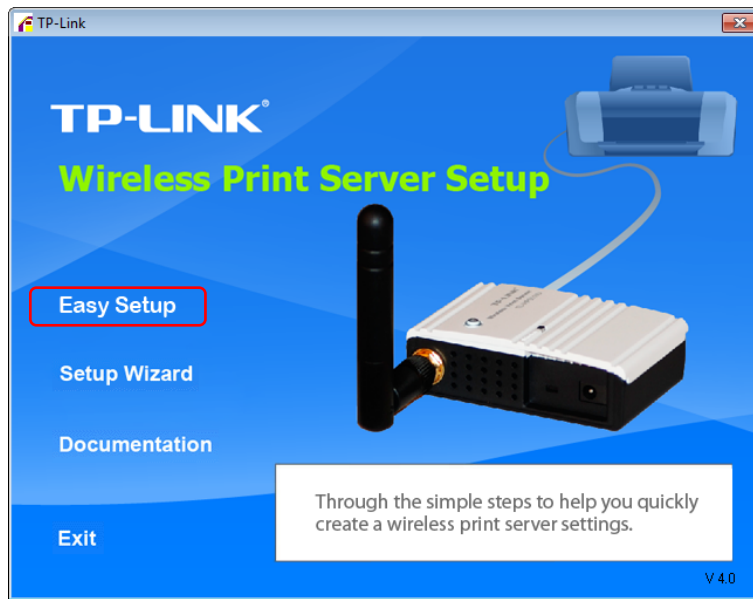 TP-Link
TP-LINK®
Wireless Print Server Setup
Easy Setup
Setup Wizard
Documentation
Through the simple steps to help you quickly
create a wireless print server settings.
Exit
V 4.0